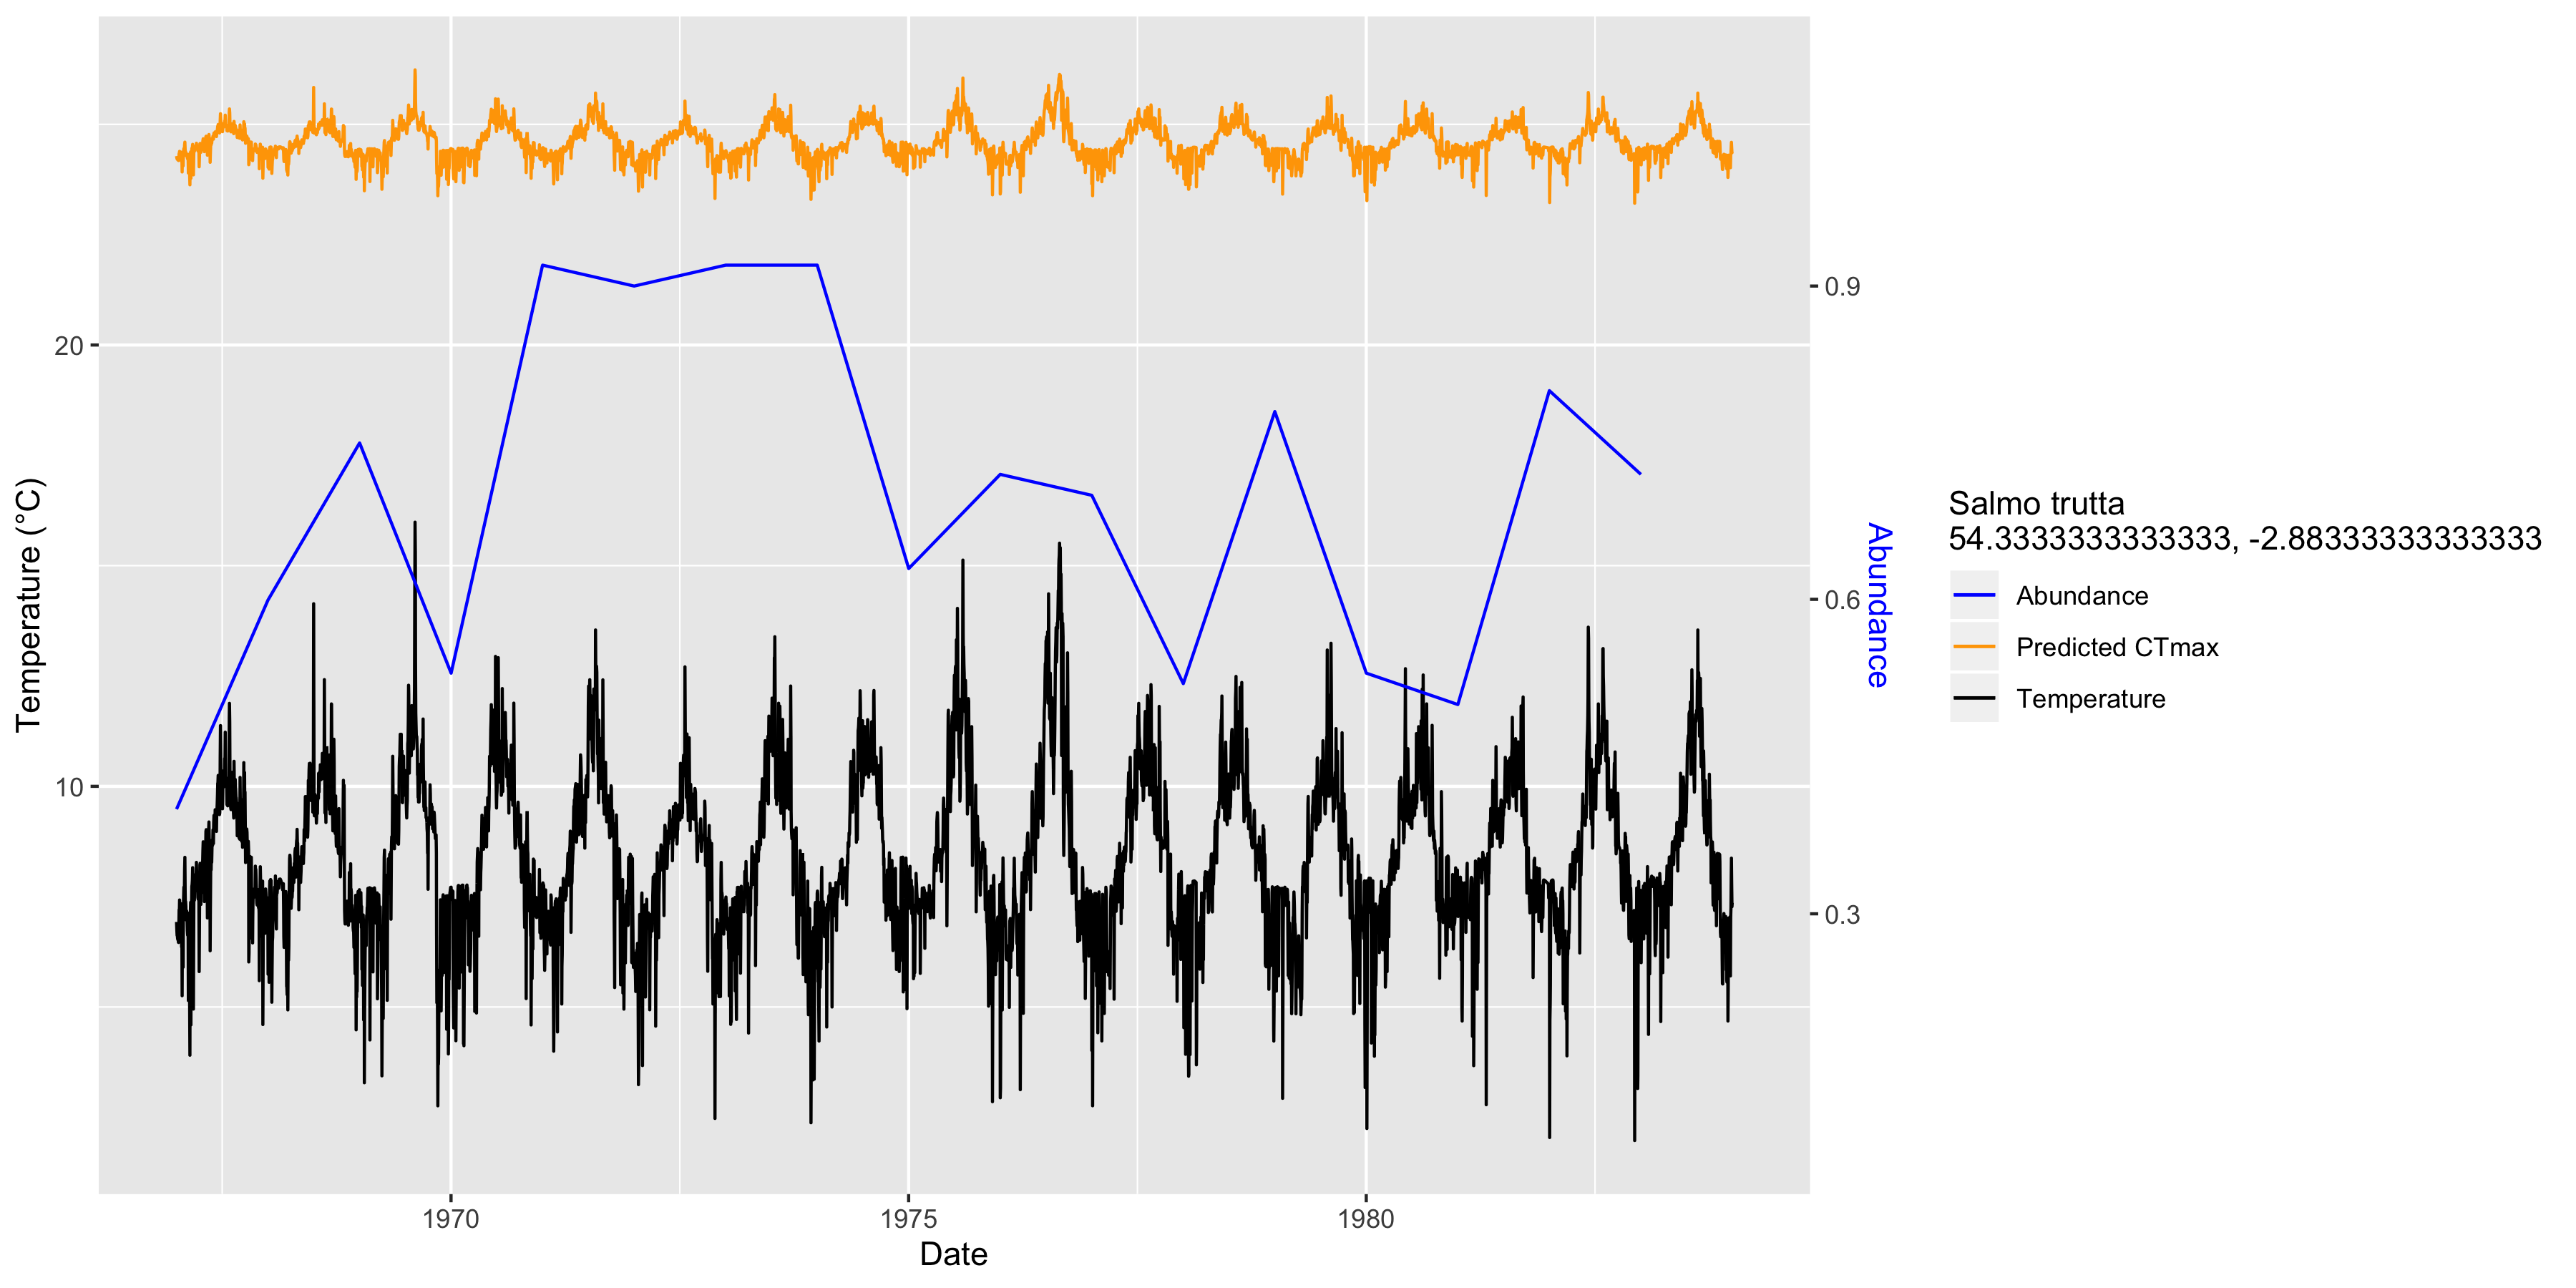 20
10
Temperature (°C)
1970
1975
1980
Date
0.9
0.6
0.3
Abundance
Salmo trutta
54.3333333333333, -2.88333333333333
Abundance
Predicted CTmax
Temperature